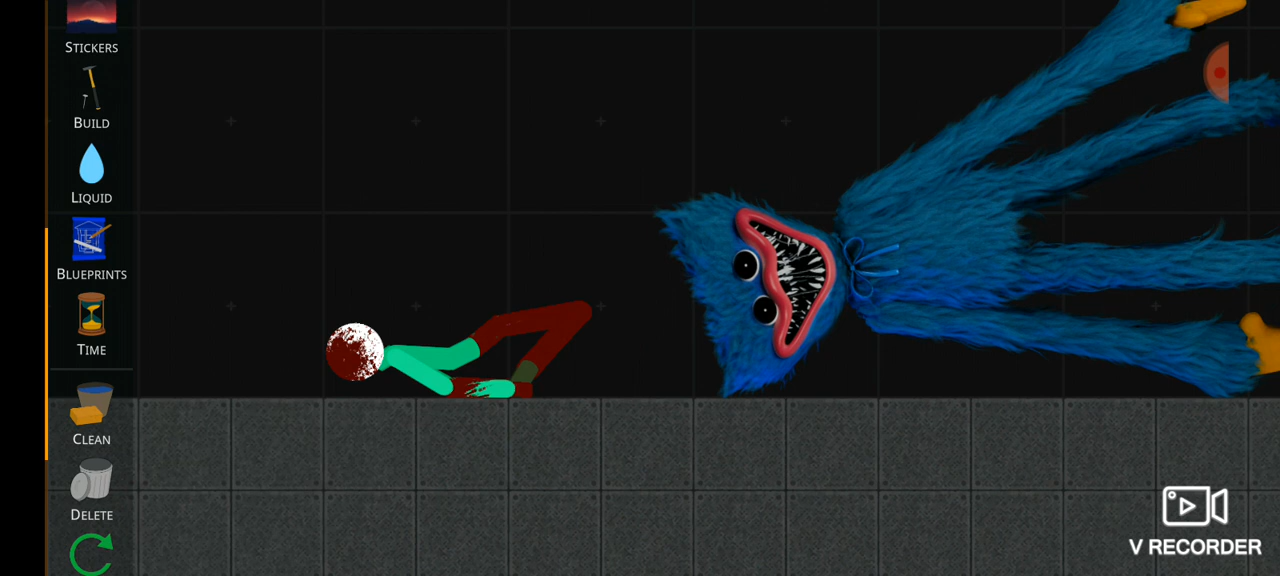 STICKERS
BUILD
LIQUID
BLUEPRINTS
TIME
CLEAN
DELETE
V RECORDER